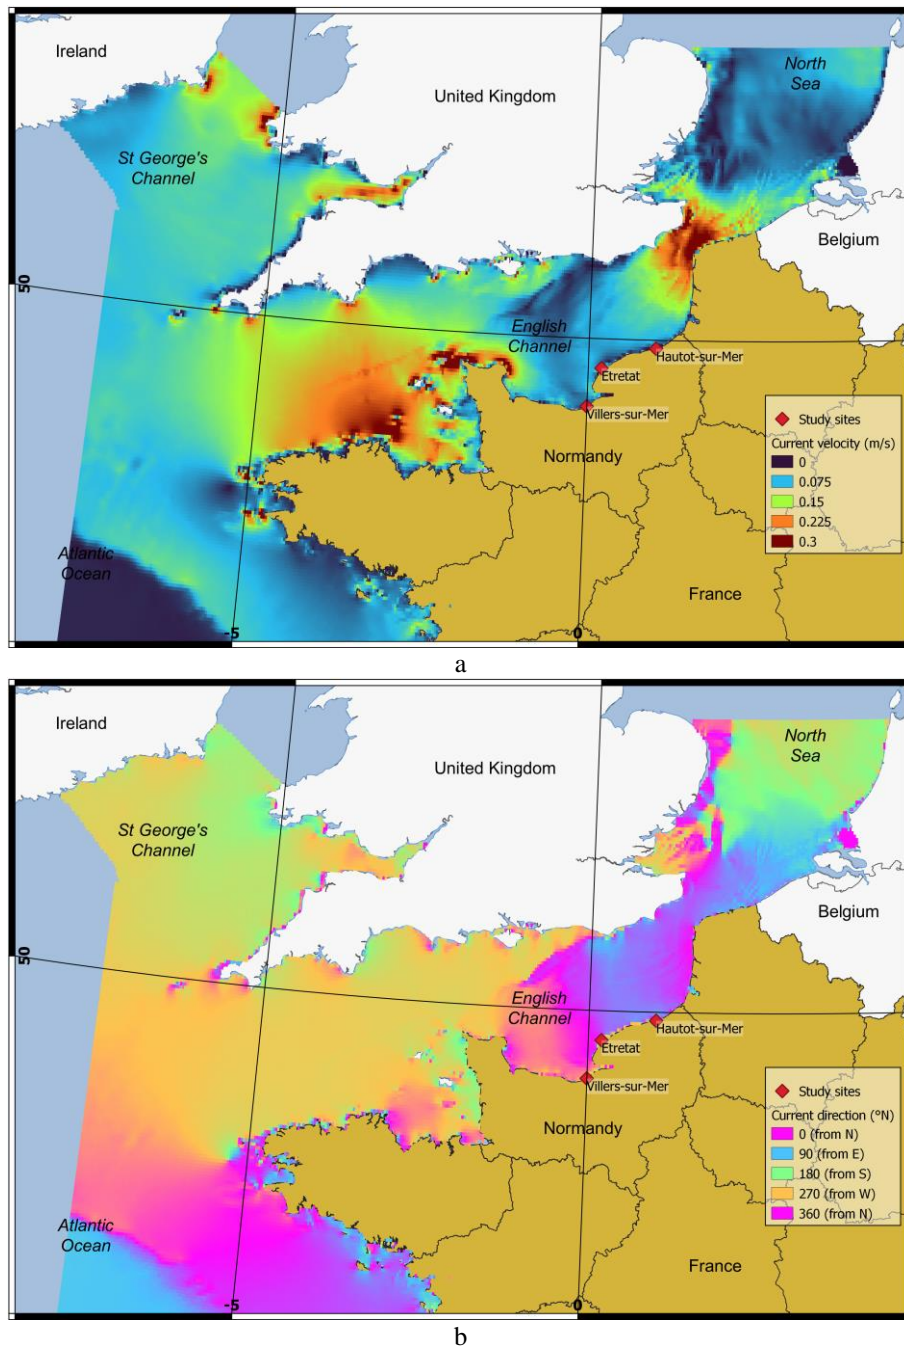 Ireland
United Kingdom
North
Sea
St George's
Channel
Belgium
50
English
Channel
Hautot-sur-Mer
Etretat
Villers-sur-Mer
Study sites
Current velocity (m/s)
0
0.075
0.15
0.225
0.3
Normandy
Atlantic
Ocean
France
-5
0
a
Ireland
United Kingdom
North
Sea
St George's
Channel
Belgium
50
English
Channel
Hautot-sur-Mer
Etretat
Villers-sur-Mer
Study sites
Current direction (°N)
0 (from N)
90 (from E)
180 (from S)
270 (from W)
360 (from N)
Normandy
Atlantic
Ocean
France
-5
0
b